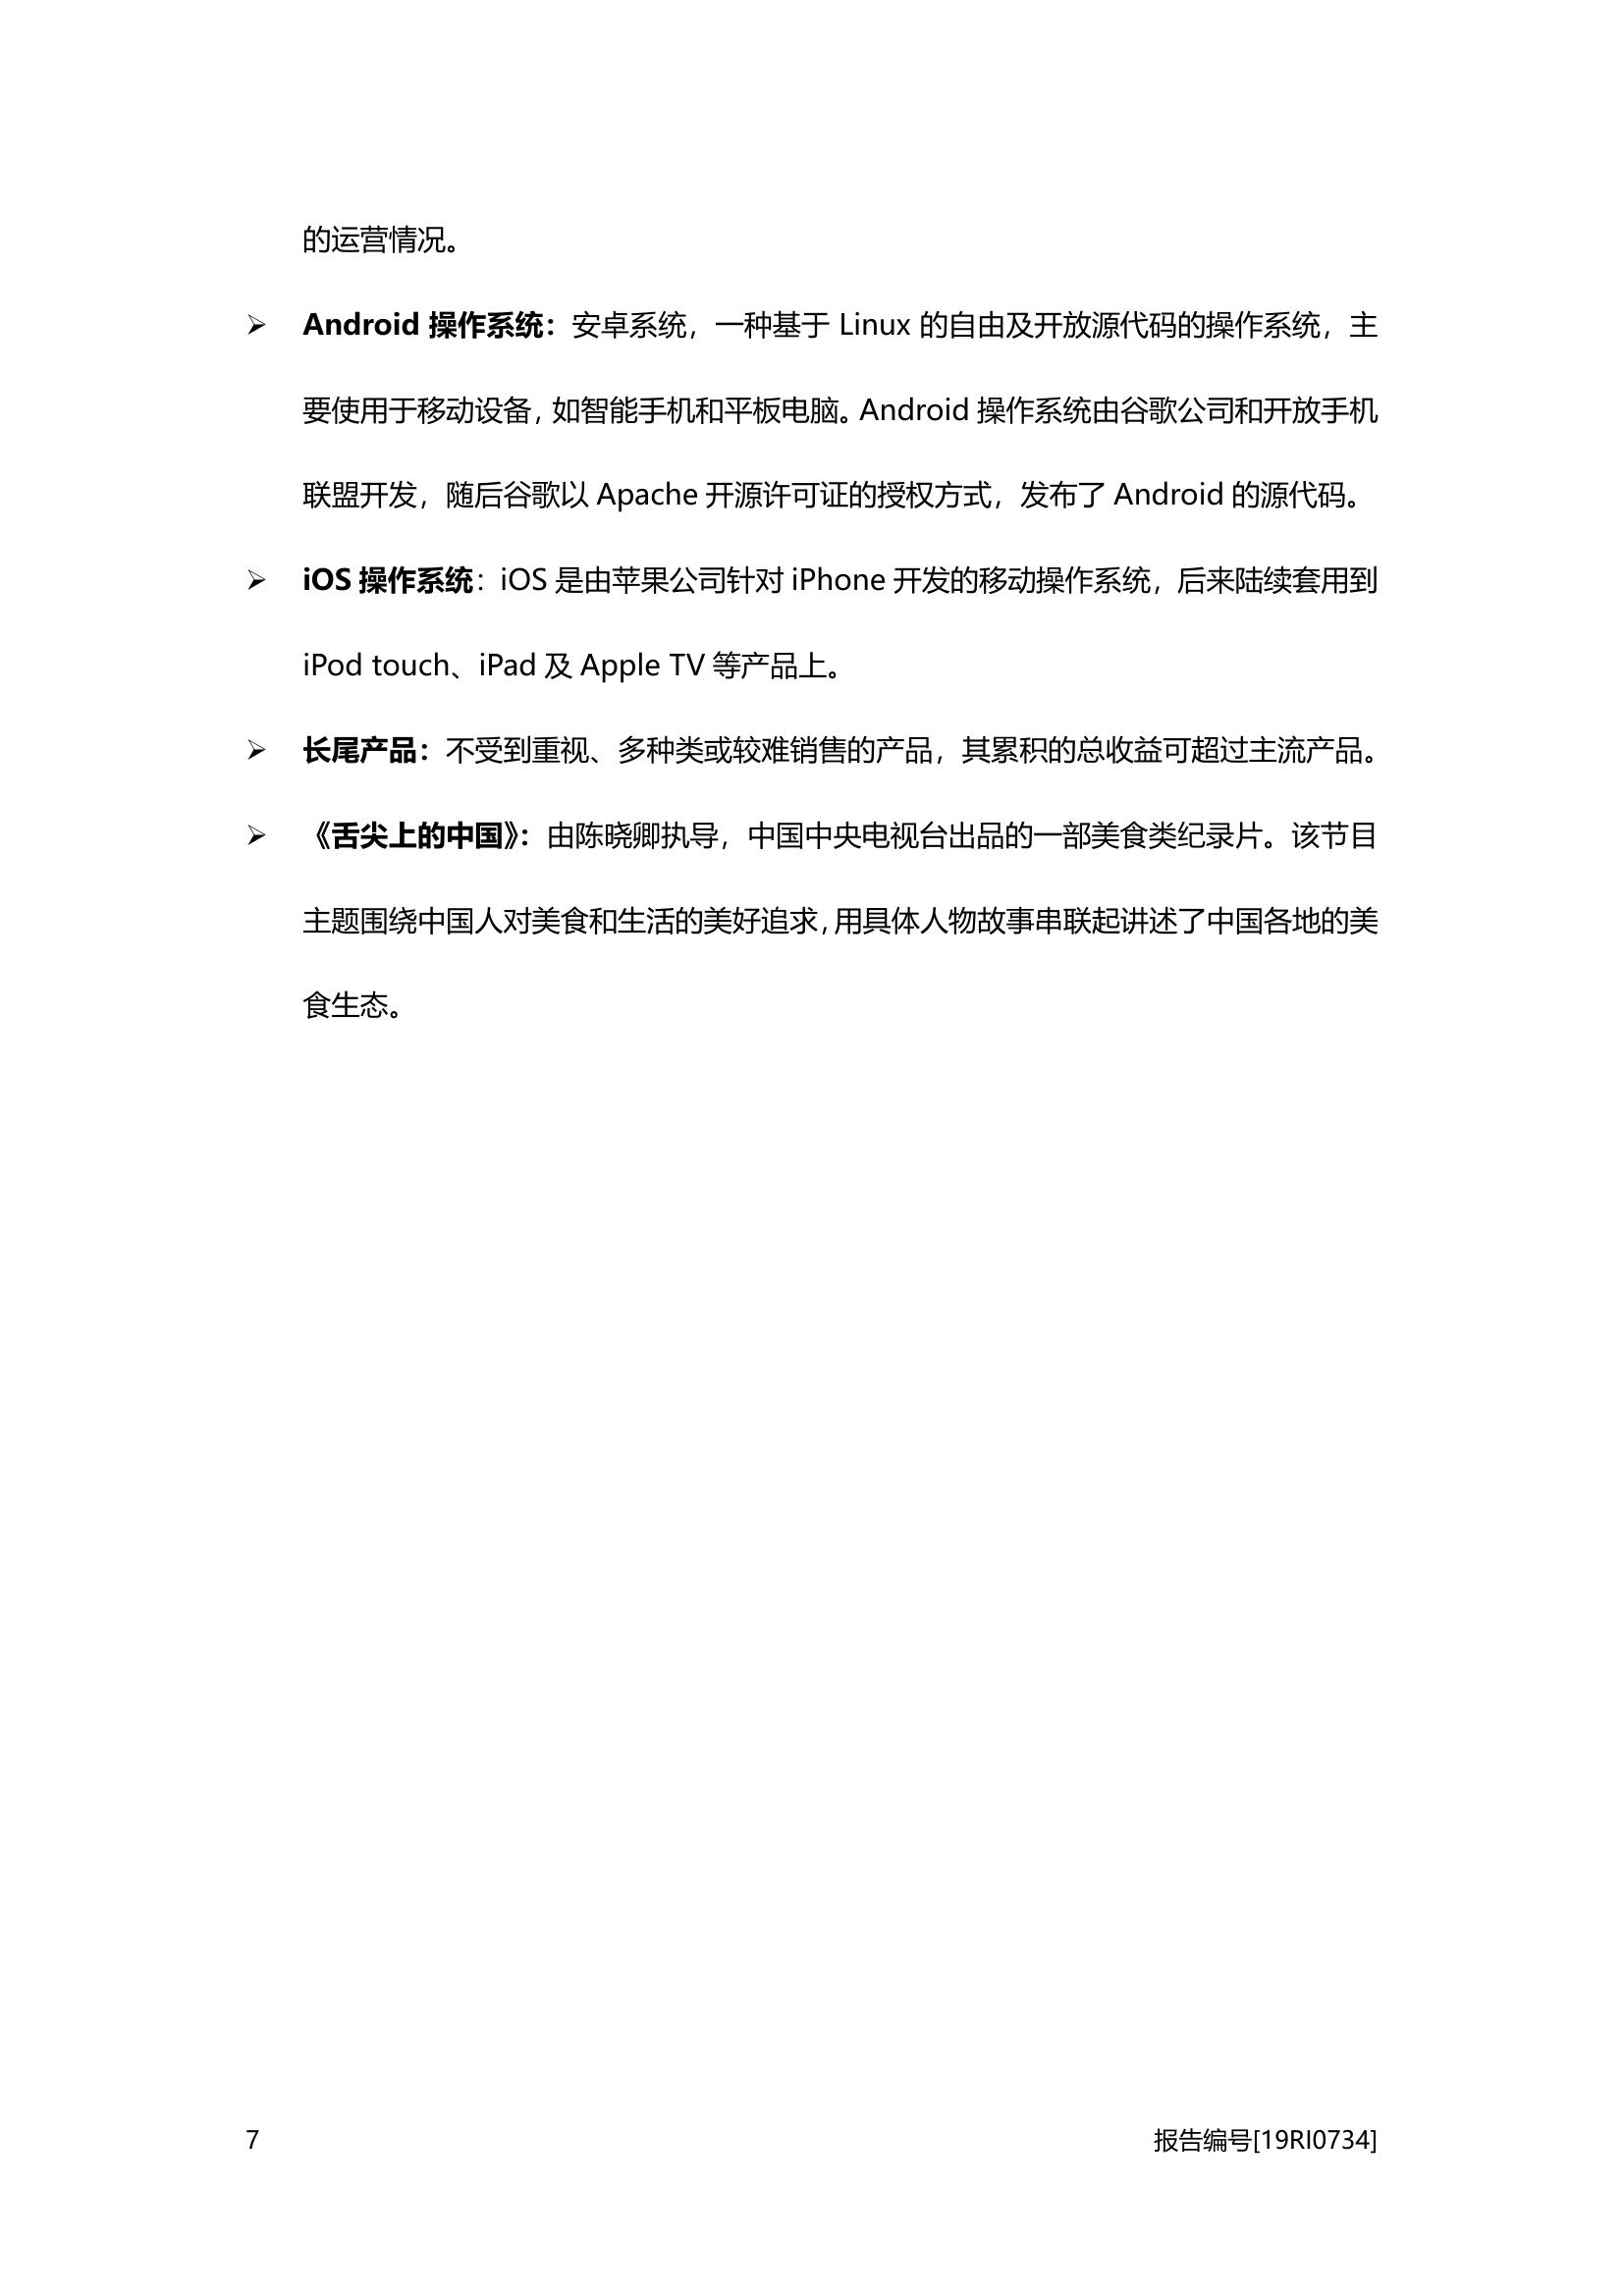 的运营情况。
➢ Android 操作系统：安卓系统，一种基于 Linux 的自由及开放源代码的操作系统，主
要使用于移动设备，如智能手机和平板电脑。Android 操作系统由谷歌公司和开放手机
联盟开发，随后谷歌以 Apache 开源许可证的授权方式，发布了 Android 的源代码。
➢ iOS 操作系统：iOS 是由苹果公司针对 iPhone 开发的移动操作系统，后来陆续套用到
iPod touch、iPad 及 Apple TV 等产品上。
➢ 长尾产品：不受到重视、多种类或较难销售的产品，其累积的总收益可超过主流产品。
➢ 《舌尖上的中国》：由陈晓卿执导，中国中央电视台出品的一部美食类纪录片。该节目
主题围绕中国人对美食和生活的美好追求，用具体人物故事串联起讲述了中国各地的美
食生态。
7 报告编号[19RI0734]